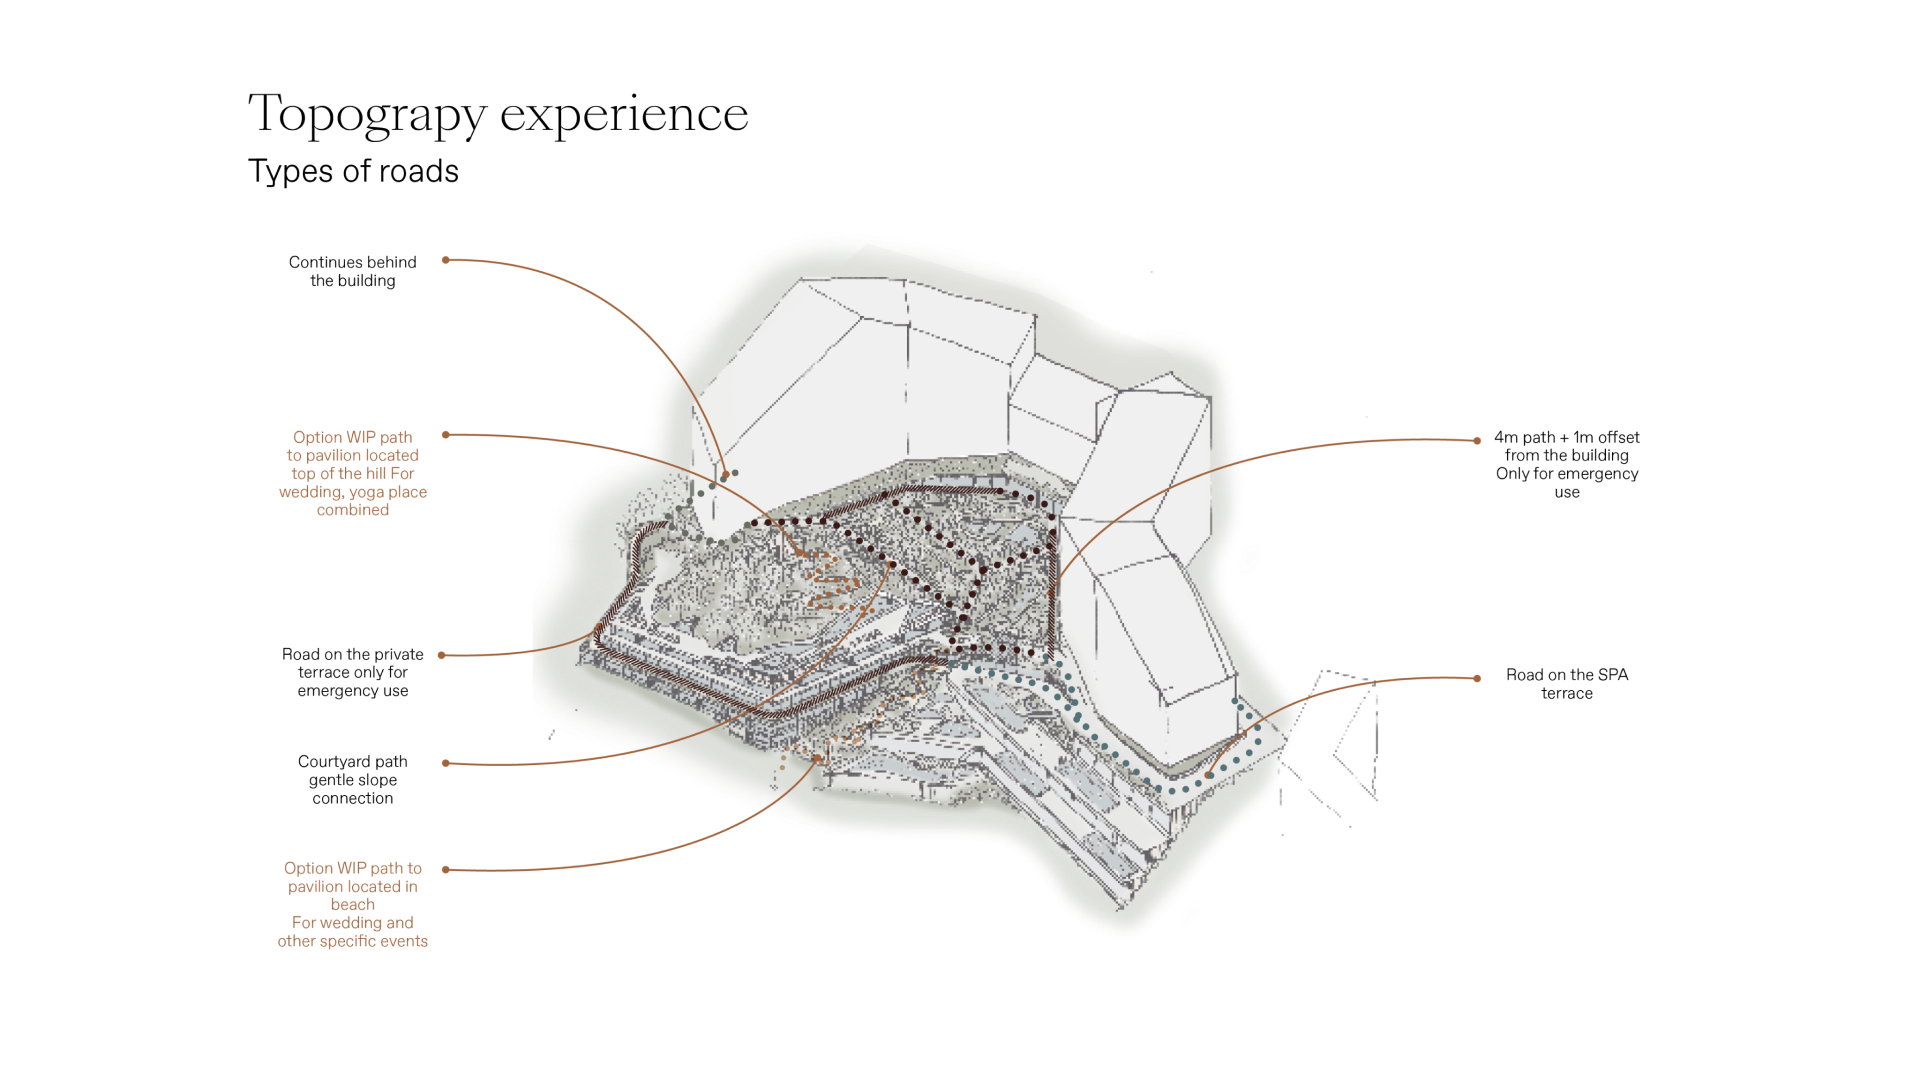 Topograpy experience
Types of roads
Continues behind
the building
Option WIP path
to pavilion located
top of the hill For
wedding, yoga place
combined
Road on the private
terrace only for
emergency use
Courtyard path
gentle slope
connection
Option WIP path to
pavilion located in
beach
For wedding and
other specific events
4m path + 1m offset
from the building
Only for emergency
use
Road on the SPA
terrace